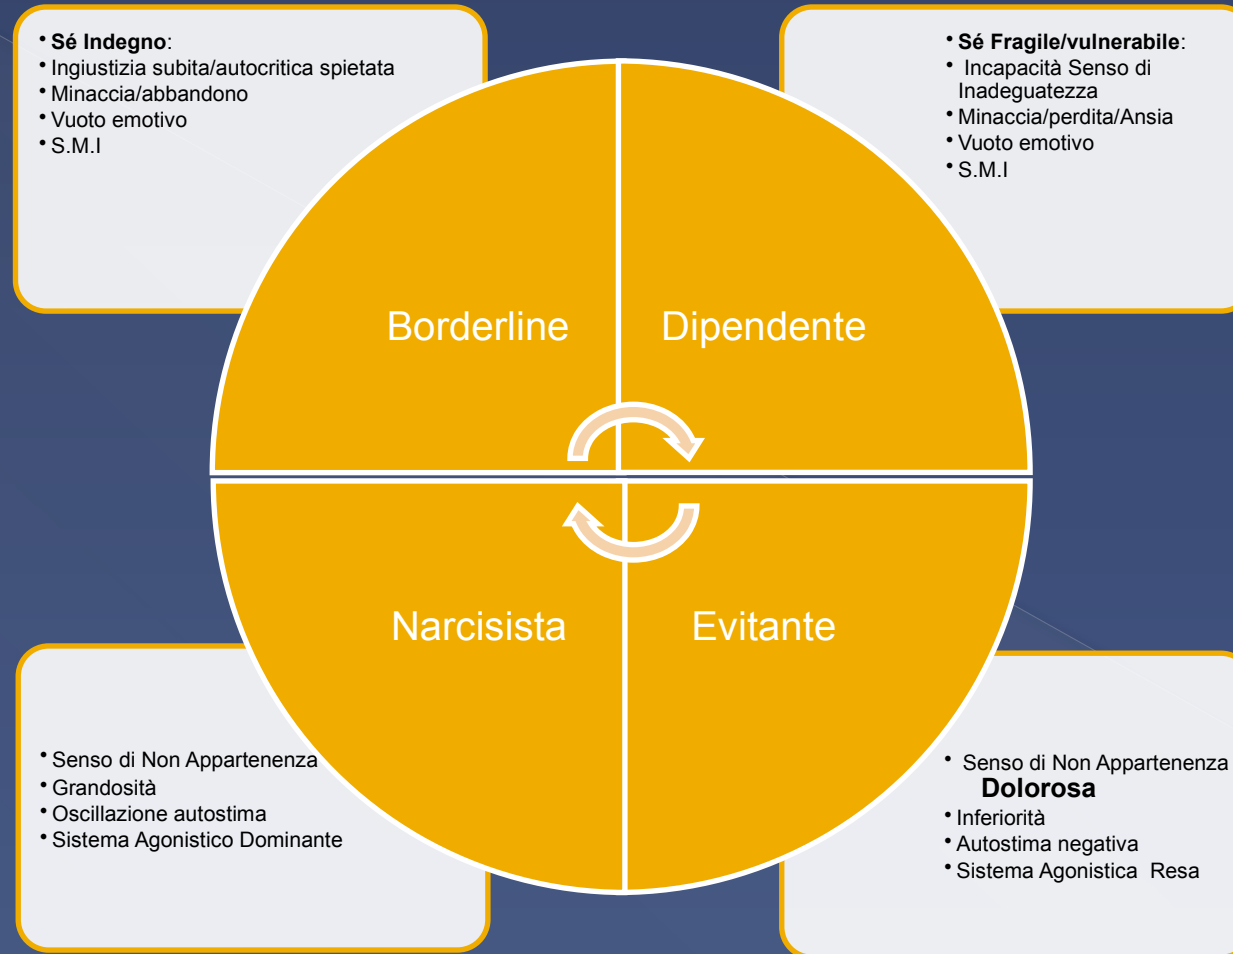 • Sé Indegno:
• Ingiustizia subita/autocritica spietata
• Minaccia/abbandono
• Vuoto emotivo
• S.M.I
• Sé Fragile/vulnerabile:
• Incapacità Senso di
Inadeguatezza
• Minaccia/perdita/Ansia
• Vuoto emotivo
• S.M.I
Borderline
Dipendente
Narcisista
Evitante
• Senso di Non Appartenenza
• Grandosità
• Oscillazione autostima
• Sistema Agonistico Dominante
• Senso di Non Appartenenza
Dolorosa
• Inferiorità
• Autostima negativa
• Sistema Agonistica Resa